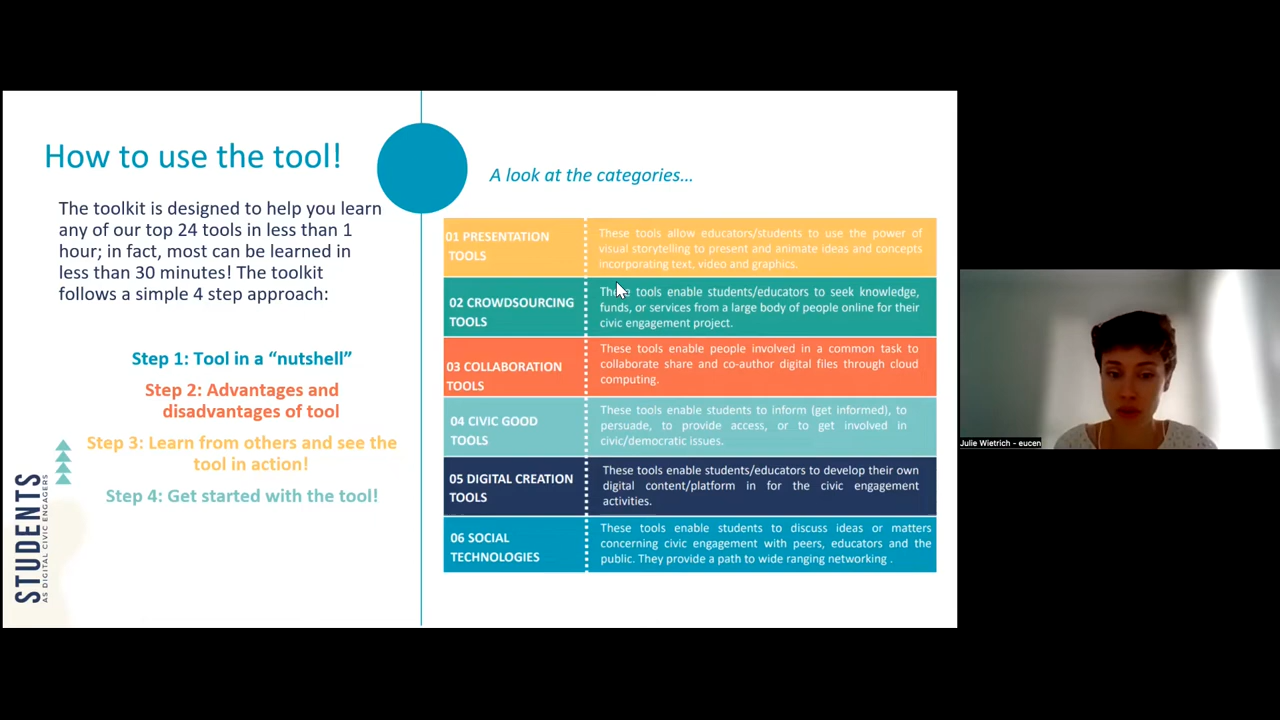 How to use the tool!
The toolkit is designed to help you learn
any of our top 24 tools in less than 1
hour; in fact, most can be learned in
less than 30 minutes! The toolkit
follows a simple 4 step approach:
Step 1: Tool in a “nutshell”
Step 2: Advantages and
disadvantages of tool
Step 3: Learn from others and see the
tool in action!
Step 4: Get started with the tool!
STUDENTS
AS DIGITAL CIVIC ENGAGERS
A look at the categories…
01 PRESENTATION
TOOLS
These tools allow educators/students to use the power of
visual storytelling to present and animate ideas and concepts
incorporating text, video and graphics.
02 CROWDSOURCING
TOOLS
These tools enable students/educators to seek knowledge,
funds, or services from a large body of people online for their
civic engagement project.
03 COLLABORATION
TOOLS
These tools enable people involved in a common task to
collaborate share and co-author digital files through cloud
computing.
04 CIVIC GOOD
TOOLS
These tools enable students to inform (get informed), to
persuade, to provide access, or to get involved in
civic/democratic issues.
05 DIGITAL CREATION
TOOLS
These tools enable students/educators to develop their own
digital content/platform in for the civic engagement
activities.
06 SOCIAL
TECHNOLOGIES
These tools enable students to discuss ideas or matters
concerning civic engagement with peers, educators and the
public. They provide a path to wide ranging networking .
Julie Wietrich - eucen